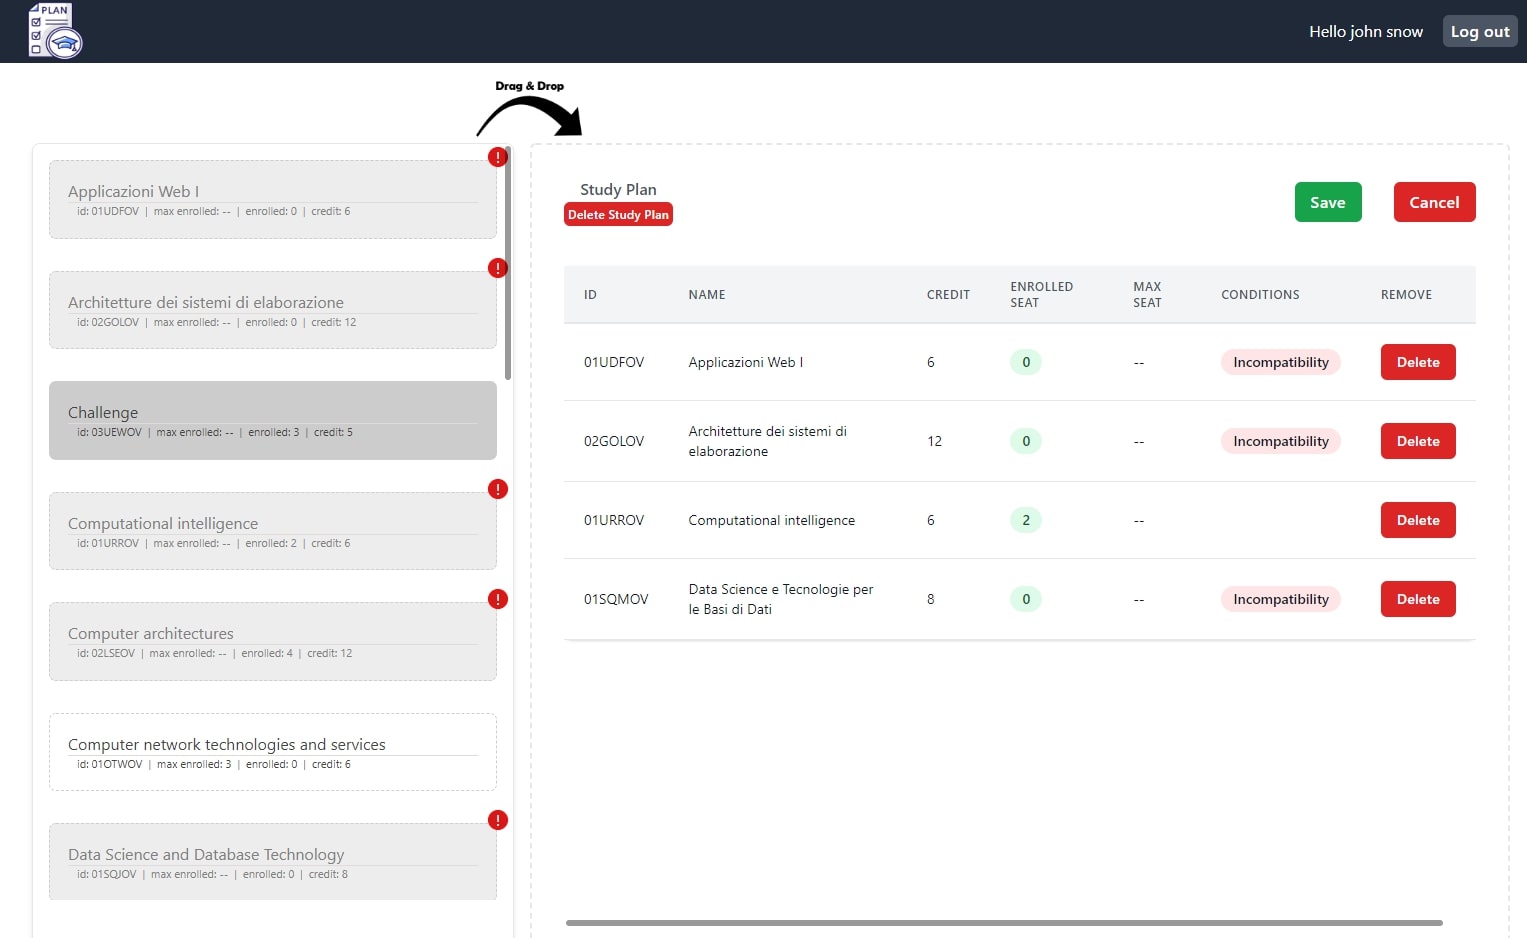 PLAN
Hello john snow
Log out
Drag & Drop
!
Applicazioni Web I
id: 01UDFOV | max enrolled: -- | enrolled: 0 | credit: 6
!
Architetture dei sistemi di elaborazione
id: 02GOLOV | max enrolled: -- | enrolled: 0 | credit: 12
Challenge
id: 03UEWOV | max enrolled: -- | enrolled: 3 | credit: 5
!
Computational intelligence
id: 01URROV | max enrolled: -- | enrolled: 2 | credit: 6
!
Computer architectures
id: 02LSEOV | max enrolled: -- | enrolled: 4 | credit: 12
Computer network technologies and services
id: 01OTWOV | max enrolled: 3 | enrolled: 0 | credit: 6
!
Data Science and Database Technology
id: 01SQJOV | max enrolled: -- | enrolled: 0 | credit: 8
Study Plan
Delete Study Plan
Save
Cancel
ID NAME CREDIT ENROLLED SEAT MAX SEAT CONDITIONS REMOVE
01UDFOV Applicazioni Web I 6 0 -- Incompatibility Delete
02GOLOV Architetture dei sistemi di elaborazione 12 0 -- Incompatibility Delete
01URROV Computational intelligence 6 2 -- Delete
01SQMOV Data Science e Tecnologie per le Basi di Dati 8 0 -- Incompatibility Delete